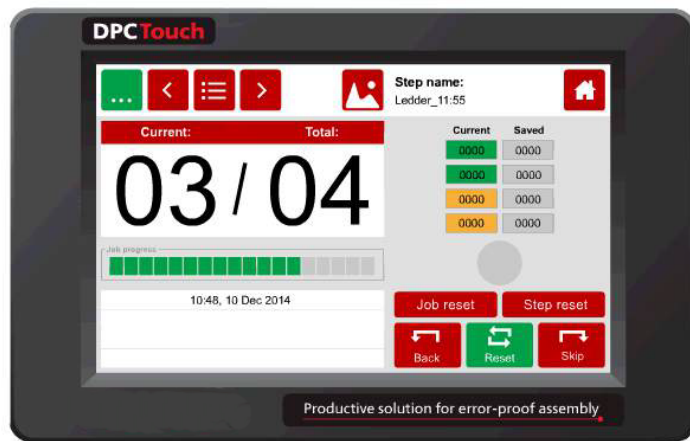 DPCTouch
...
Step name:
Ledder_11:55
Current: Total:
03 / 04
Current Saved
0000 0000
0000 0000
0000 0000
0000 0000
Job progress
10:48, 10 Dec 2014
Job reset Step reset
Back Reset Skip
Productive solution for error-proof assembly